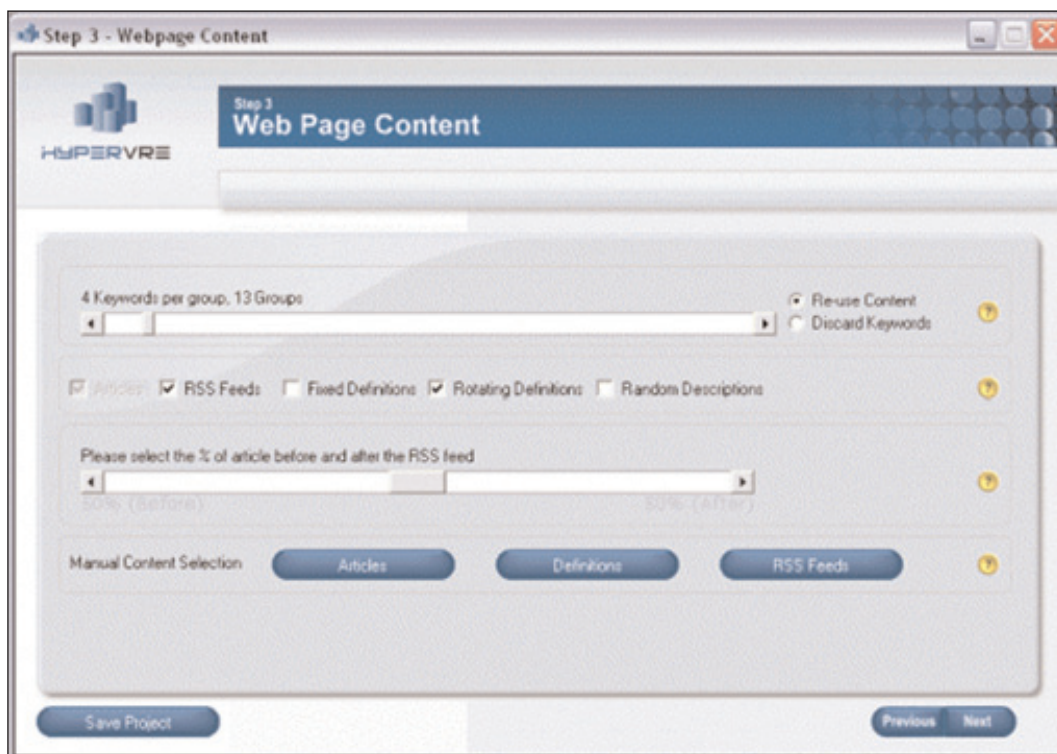 Step 3 - Webpage Content
Step 3
Web Page Content
HYPERVRE
4 Keywords per group, 13 Groups
Re-use Content
Discard Keywords
Articles RSS Feeds Fixed Definitions Rotating Definitions Random Descriptions
Please select the % of article before and after the RSS feed
50% (Before) 50% (After)
Manual Content Selection Articles Definitions RSS Feeds
Save Project Previous Next